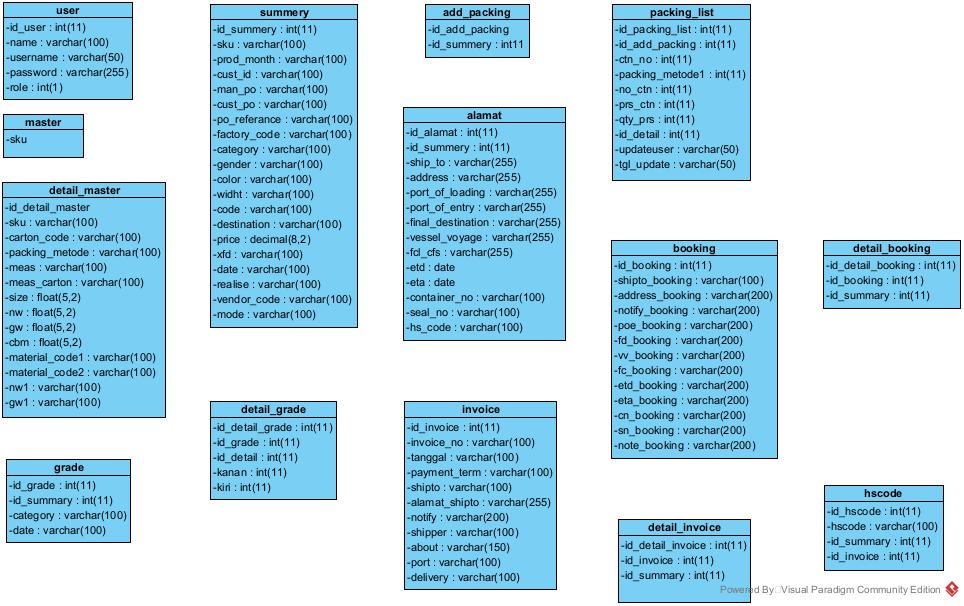 user
-id_user : int(11)
-name : varchar(100)
-username : varchar(50)
-password : varchar(255)
-role : int(1)
master
-sku
detail_master
-id_detail_master
-sku : varchar(100)
-carton_code : varchar(100)
-packing_metode : varchar(100)
-meas : varchar(100)
-meas_carton : varchar(100)
-size : float(5,2)
-nw : float(5,2)
-gw : float(5,2)
-cbm : float(5,2)
-material_code1 : varchar(100)
-material_code2 : varchar(100)
-nw1 : varchar(100)
-gw1 : varchar(100)
grade
-id_grade : int(11)
-id_summary : int(11)
-category : varchar(100)
-date : varchar(100)
summery
-id_summery : int(11)
-sku : varchar(100)
-prod_month : varchar(100)
-cust_id : varchar(100)
-man_po : varchar(100)
-cust_po : varchar(100)
-po_referance : varchar(100)
-factory_code : varchar(100)
-category : varchar(100)
-gender : varchar(100)
-color : varchar(100)
-widht : varchar(100)
-code : varchar(100)
-destination : varchar(100)
-price : decimal(8,2)
-xfd : varchar(100)
-date : varchar(100)
-realise : varchar(100)
-vendor_code : varchar(100)
-mode : varchar(100)
detail_grade
-id_detail_grade : int(11)
-id_grade : int(11)
-id_detail : int(11)
-kanan : int(11)
-kiri : int(11)
add_packing
-id_add_packing
-id_summery : int11
alamat
-id_alamat : int(11)
-id_summery : int(11)
-ship_to : varchar(255)
-address : varchar(255)
-port_of_loading : varchar(255)
-port_of_entry : varchar(255)
-final_destination : varchar(255)
-vessel_voyage : varchar(255)
-fcl_cfs : varchar(255)
-etd : date
-eta : date
-container_no : varchar(100)
-seal_no : varchar(100)
-hs_code : varchar(100)
invoice
-id_invoice : int(11)
-invoice_no : varchar(100)
-tanggal : varchar(100)
-payment_term : varchar(100)
-shipto : varchar(100)
-alamat_shipto : varchar(255)
-notify : varchar(200)
-shipper : varchar(100)
-about : varchar(150)
-port : varchar(100)
-delivery : varchar(100)
packing_list
-id_packing_list : int(11)
-id_add_packing : int(11)
-ctn_no : int(11)
-packing_metode1 : int(11)
-no_ctn : int(11)
-prs_ctn : int(11)
-qty_prs : int(11)
-id_detail : int(11)
-updateuser : varchar(50)
-tgl_update : varchar(50)
booking
-id_booking : int(11)
-shipto_booking : varchar(100)
-address_booking : varchar(200)
-notify_booking : varchar(200)
-poe_booking : varchar(200)
-fd_booking : varchar(200)
-vv_booking : varchar(200)
-fc_booking : varchar(200)
-etd_booking : varchar(200)
-eta_booking : varchar(200)
-cn_booking : varchar(200)
-sn_booking : varchar(200)
-note_booking : varchar(200)
detail_invoice
-id_detail_invoice : int(11)
-id_invoice : int(11)
-id_summary : int(11)
detail_booking
-id_detail_booking : int(11)
-id_booking : int(11)
-id_summary : int(11)
hscode
-id_hscode : int(11)
-hscode : varchar(100)
-id_summary : int(11)
-id_invoice : int(11)
Powered By Visual Paradigm Community Edition